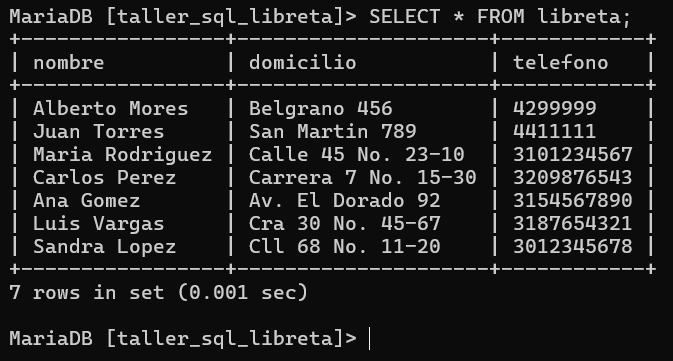 MariaDB [taller_sql_libreta]> SELECT * FROM libreta;
+-----------------+---------------------+------------+
| nombre          | domicilio           | telefono   |
+-----------------+---------------------+------------+
| Alberto Mores   | Belgrano 456        | 4299999    |
| Juan Torres     | San Martin 789      | 4411111    |
| Maria Rodriguez | Calle 45 No. 23-10  | 3101234567 |
| Carlos Perez    | Carrera 7 No. 15-30 | 3209876543 |
| Ana Gomez       | Av. El Dorado 92    | 3154567890 |
| Luis Vargas     | Cra 30 No. 45-67    | 3187654321 |
| Sandra Lopez    | Cll 68 No. 11-20    | 3012345678 |
+-----------------+---------------------+------------+
7 rows in set (0.001 sec)
MariaDB [taller_sql_libreta]>